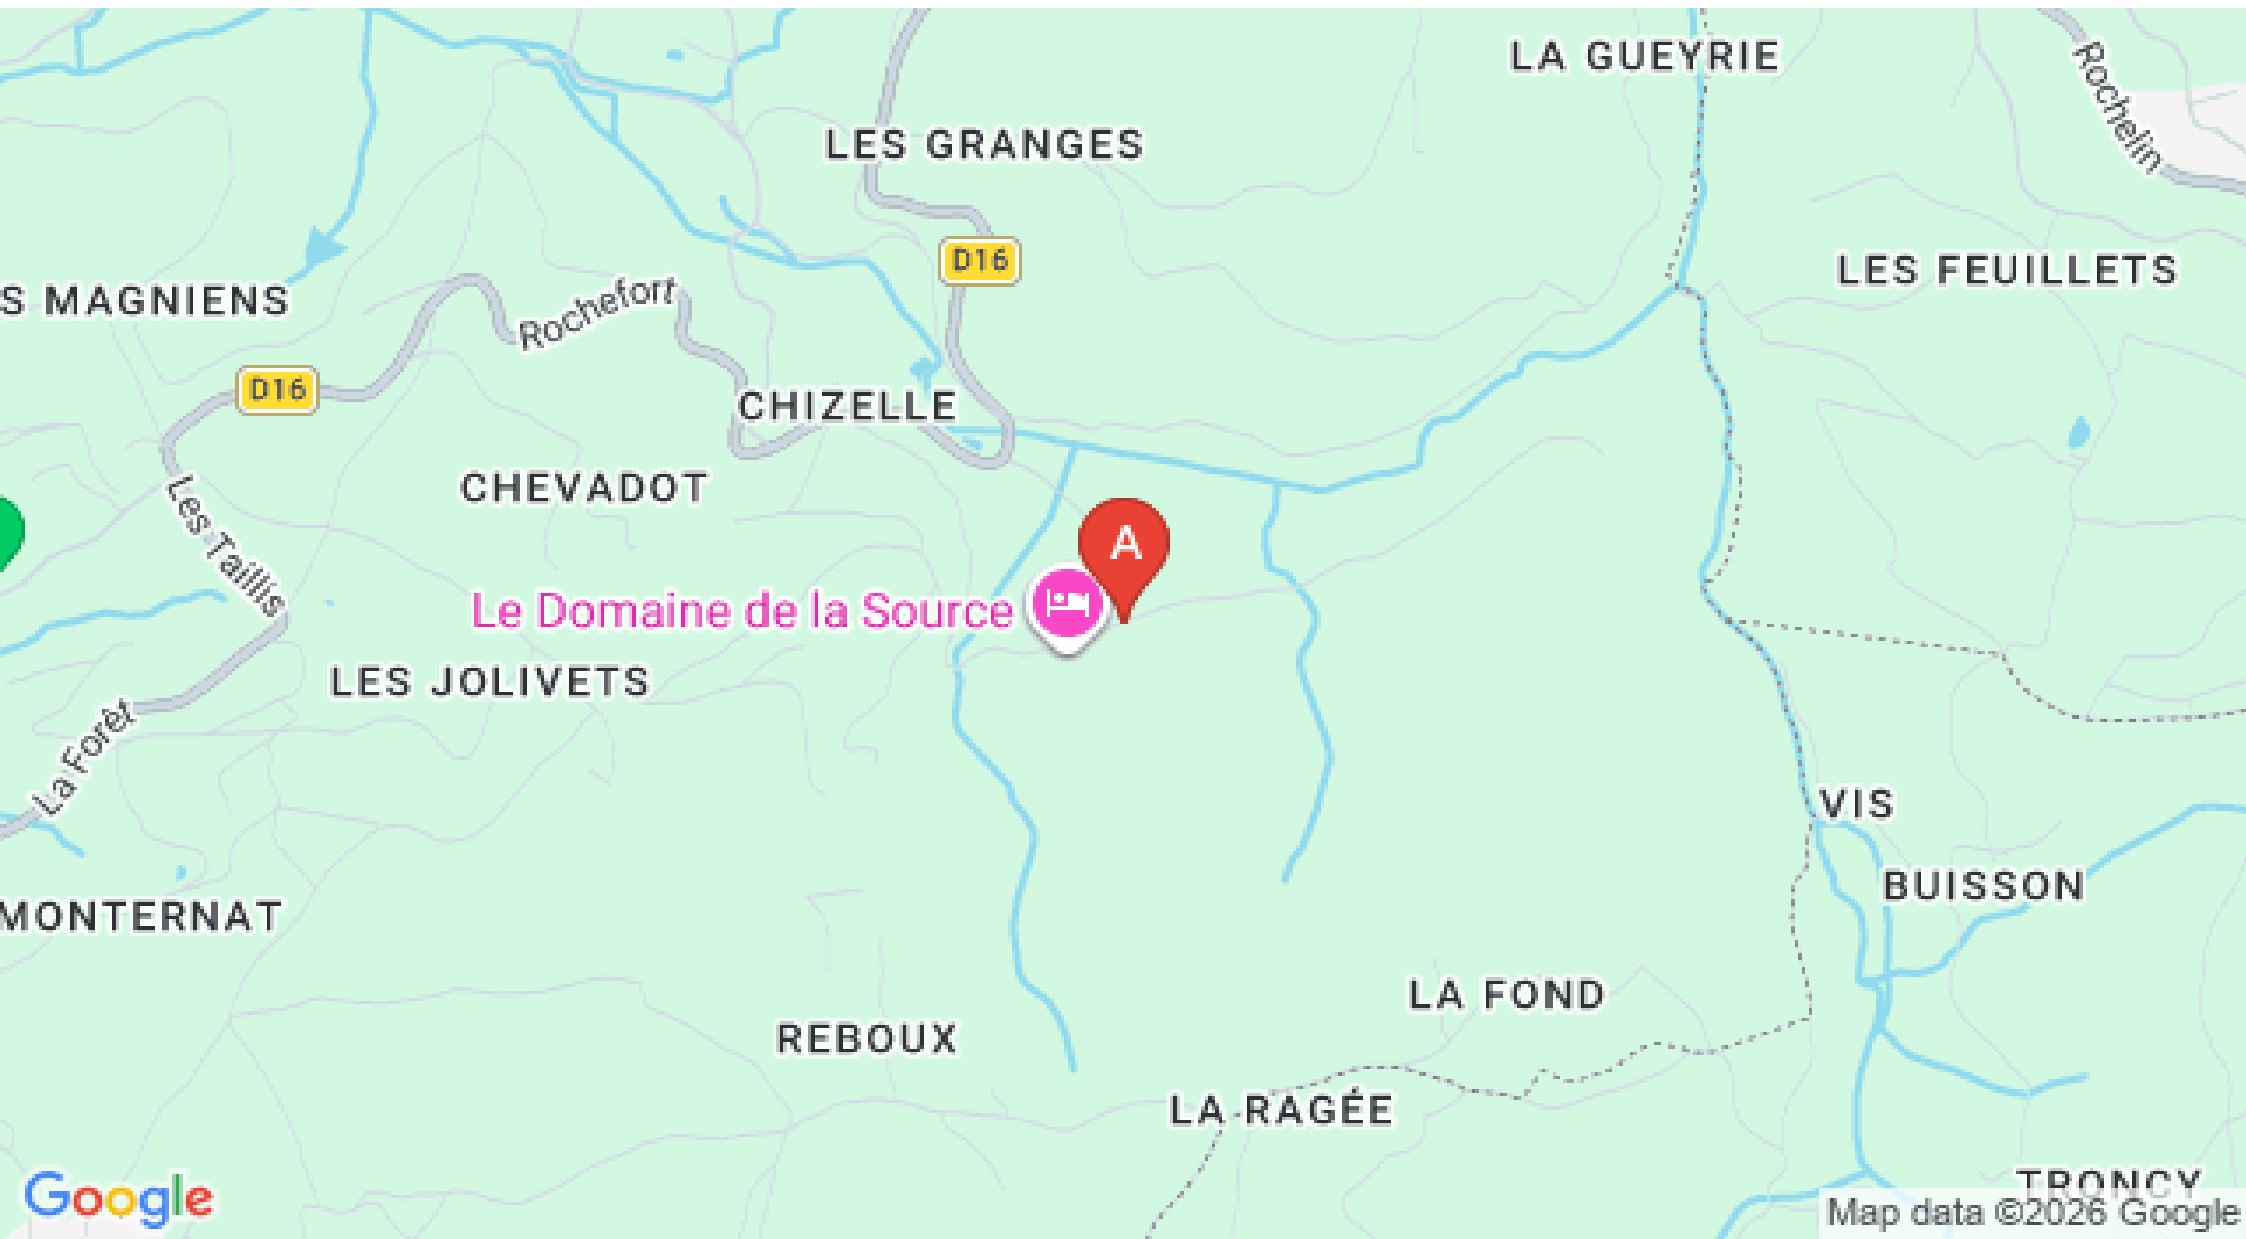 LA GUEYRIE
Rochelin
LES GRANGES
D16
LES FEUILLETS
S MAGNIENS
Rochefort
D16
CHIZELLE
CHEVADOT
Les Taillis
A
Le Domaine de la Source
LES JOLIVETS
La Forêt
VIS
BUISSON
MONTERNAT
LA FOND
REBOUX
LA RAGÉE
TRONCY
Google
Map data ©2026 Google